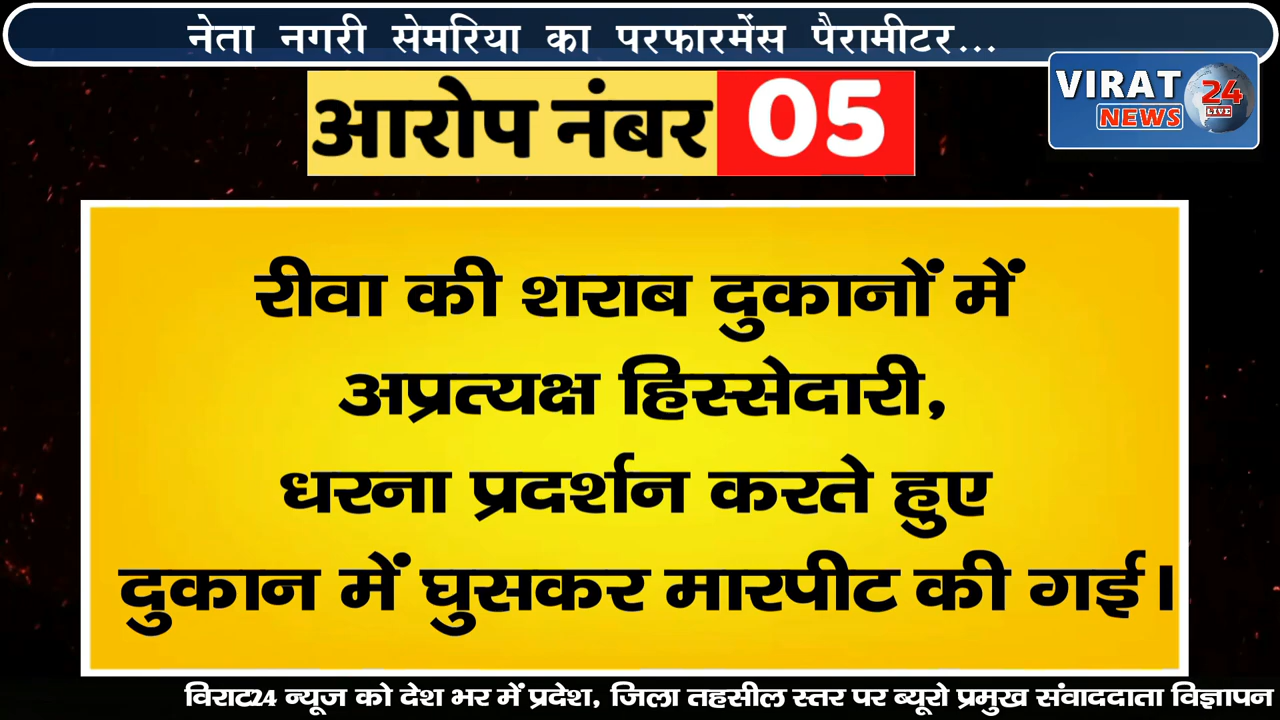 नेता नगरी सेमरिया का परफारमेंस पैरामीटर...
VIRAT 24
LIVE
NEWS
आरोप नंबर 05
रीवा की शराब दुकानों में
अप्रत्यक्ष हिस्सेदारी,
धरना प्रदर्शन करते हुए
दुकान में घुसकर मारपीट की गई।
विराट24 न्यूज को देश भर में प्रदेश, जिला तहसील स्तर पर ब्यूरो प्रमुख संवाददाता विज्ञापन